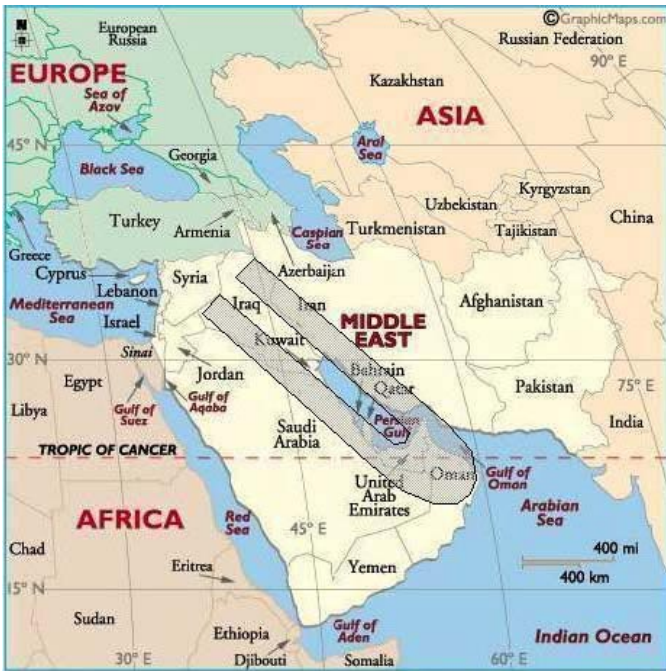 N
©GraphicMaps.com
European
Russia
Russian Federation
90° E
EUROPE
Sea of
Azov
Kazakhstan
ASIA
Aral
Sea
45° N
Black Sea
Georgia
Kyrgyzstan
Uzbekistan
Turkey
Armenia
Caspian
Sea
Turkmenistan
Tajikistan
China
Greece
Cyprus
Syria
Azerbaijan
Lebanon
Mediterranean
Sea
Iraq
Iran
Afghanistan
Israel
MIDDLE
EAST
Kuwait
Sinai
30° N
Jordan
Bahrain
Qatar
Egypt
Pakistan
75° E
Gulf of
Suez
Gulf of
Aqaba
Libya
Saudi
Arabia
Persian
Gulf
India
TROPIC OF CANCER
Oman
Gulf of
Oman
United
Arab
Emirates
Arabian
Sea
AFRICA
Red
Sea
45° E
Chad
400 mi
400 km
Eritrea
Yemen
15° N
Sudan
Gulf of
Aden
Ethiopia
Indian Ocean
30° E
Djibouti
Somalia
60° E